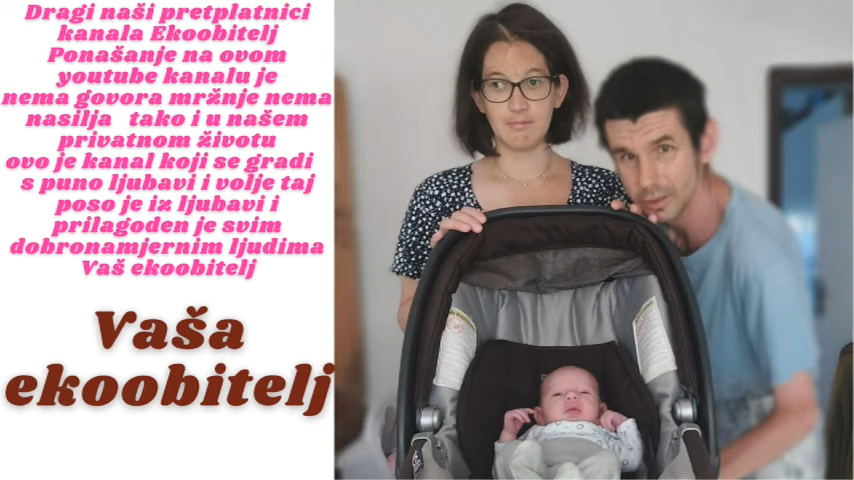 Dragi naši pretplatnici
kanala Ekoobitelj
Ponašanje na ovom
youtube kanalu je
nema govora mržnje nema
nasilja tako i u našem
privatnom životu
ovo je kanal koji se gradi
s puno ljubavi i volje taj
poso je iz ljubavi i
prilagoden je svim
dobronamjernim ljudima
Vaš ekoobitelj
Vaša
ekoobitelj